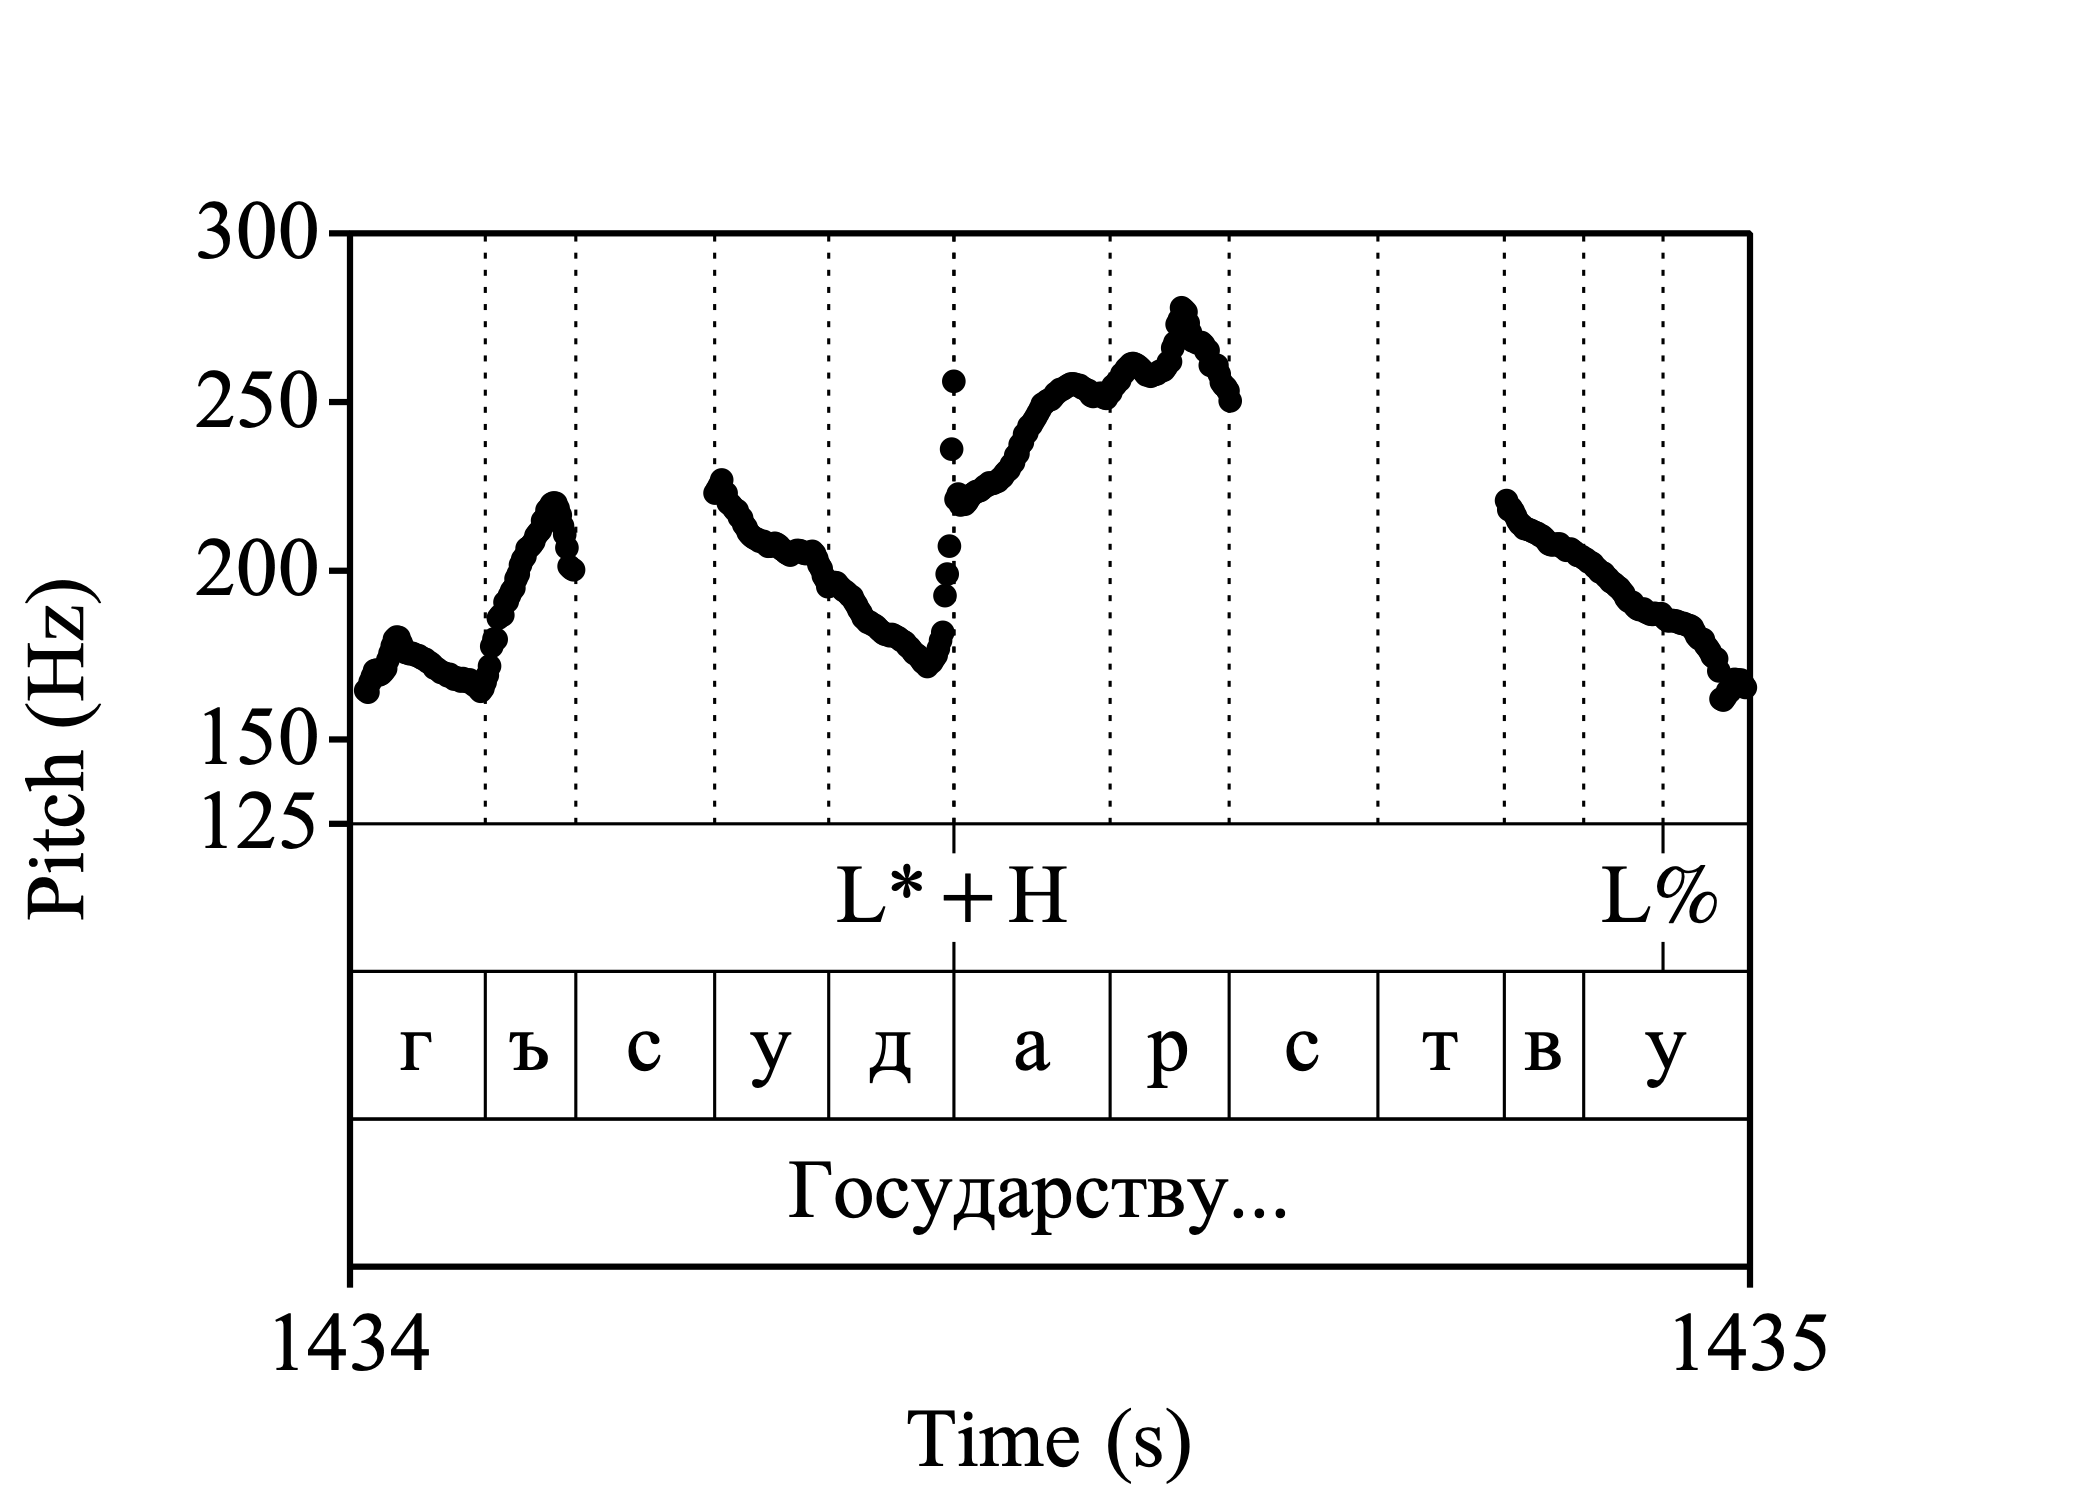 300
250
200
150
125
Pitch (Hz)
L*+H L%
г ъ с у д а р с т в у
Государству...
1434 1435
Time (s)